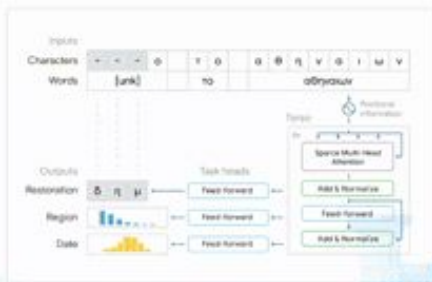 Inputs
Characters - - - ο τ ο α θ η ν α ι ω ν
Words [unk] το αθηναιων
Positional information
Torso
Sparse Multi-Head Attention
Add & Normalize
Feed-forward
Add & Normalize
Outputs
Task heads
Restoration δ η μ Feed-forward
Region Feed-forward
Date Feed-forward